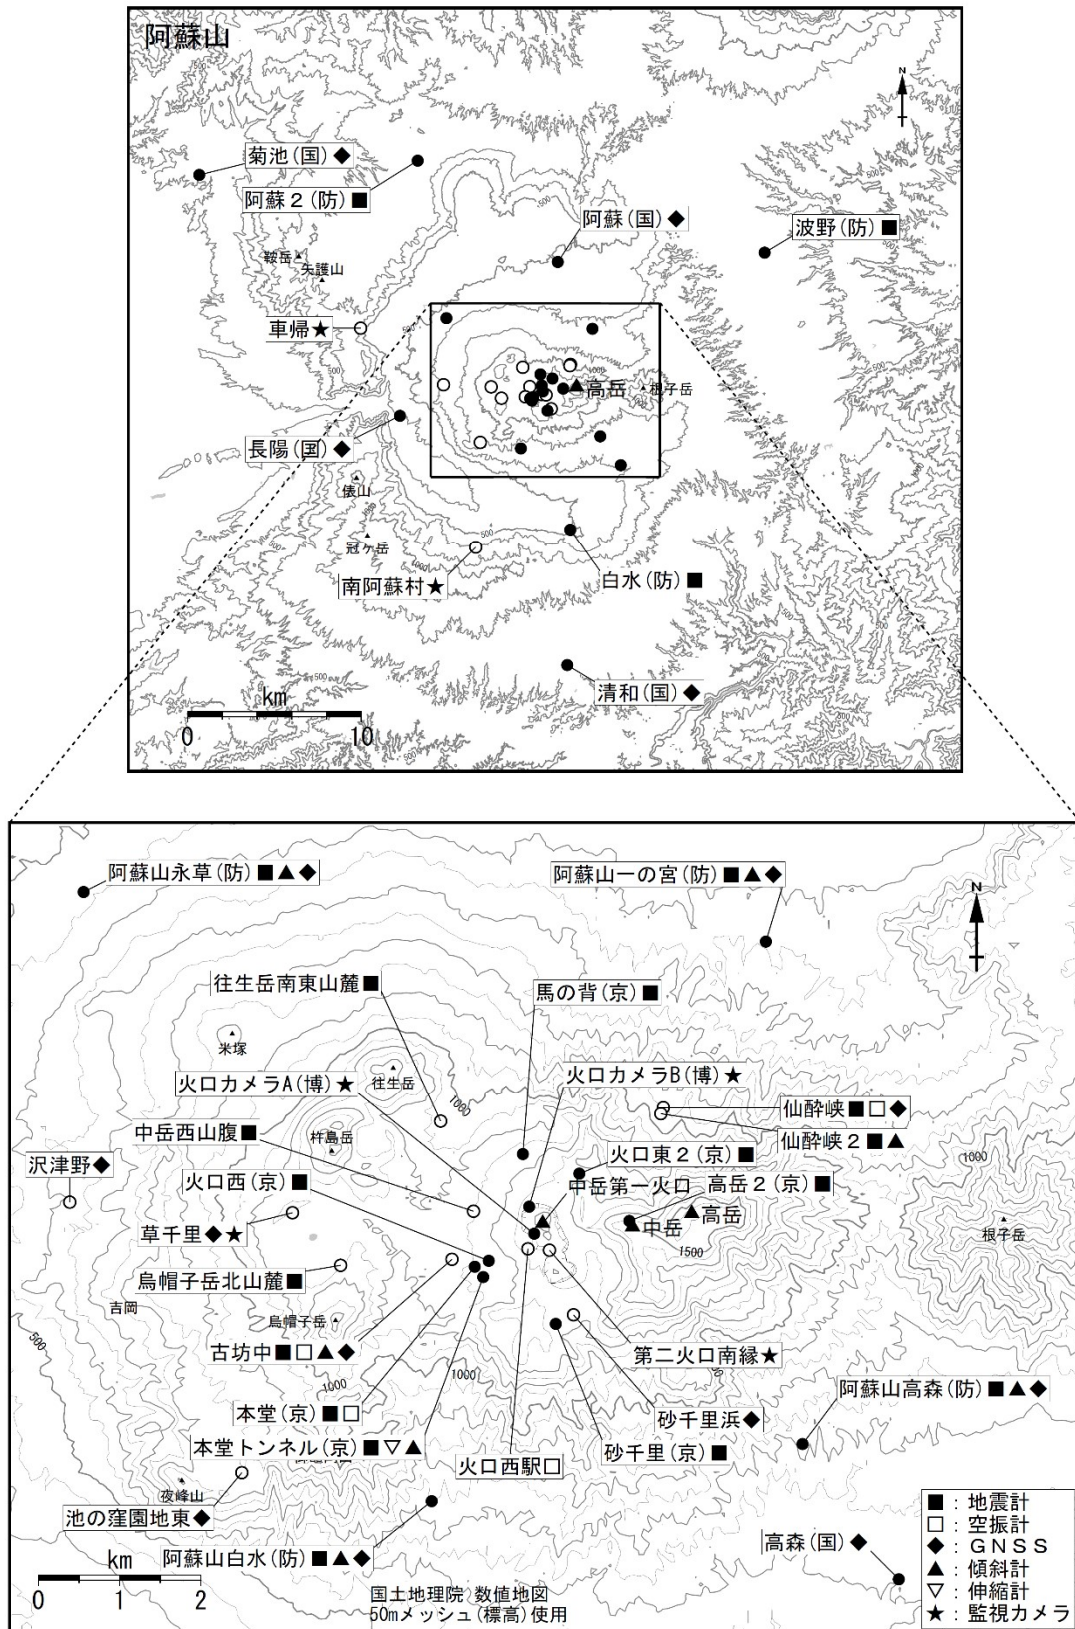 阿蘇山
N
菊池(国)◆
阿蘇2(防)■
阿蘇(国)◆
波野(防)■
鞍岳
矢護山
車帰★
高岳
根子岳
長陽(国)◆
俵山
冠ヶ岳
南阿蘇村★
白水(防)■
清和(国)◆
km
0 10
500
500
500
500
1000
1000
阿蘇山永草(防)■▲◆
阿蘇山一の宮(防)■▲◆
N
往生岳南東山麓■
馬の背(京)■
米塚
火口カメラA(博)★
往生岳
火口カメラB(博)★
1000
仙酔峡■□◆
中岳西山腹■
杵島岳
火口東2(京)■
仙酔峡2■▲
沢津野◆
火口西(京)■
中岳第一火口
高岳2(京)■
1000
草千里◆★
中岳
高岳
根子岳
1500
烏帽子岳北山麓■
吉岡
烏帽子岳
500
古坊中■□▲◆
第二火口南縁★
1000
1000
阿蘇山高森(防)■▲◆
本堂(京)■□
砂千里浜◆
本堂トンネル(京)■▽▲
火口西駅□
砂千里(京)■
夜峰山
池の窪園地東◆
阿蘇山白水(防)■▲◆
高森(国)◆
km
0 1 2
国土地理院 数値地図
50mメッシュ(標高)使用
■：地震計
□：空振計
◆：GNSS
▲：傾斜計
▽：伸縮計
★：監視カメラ